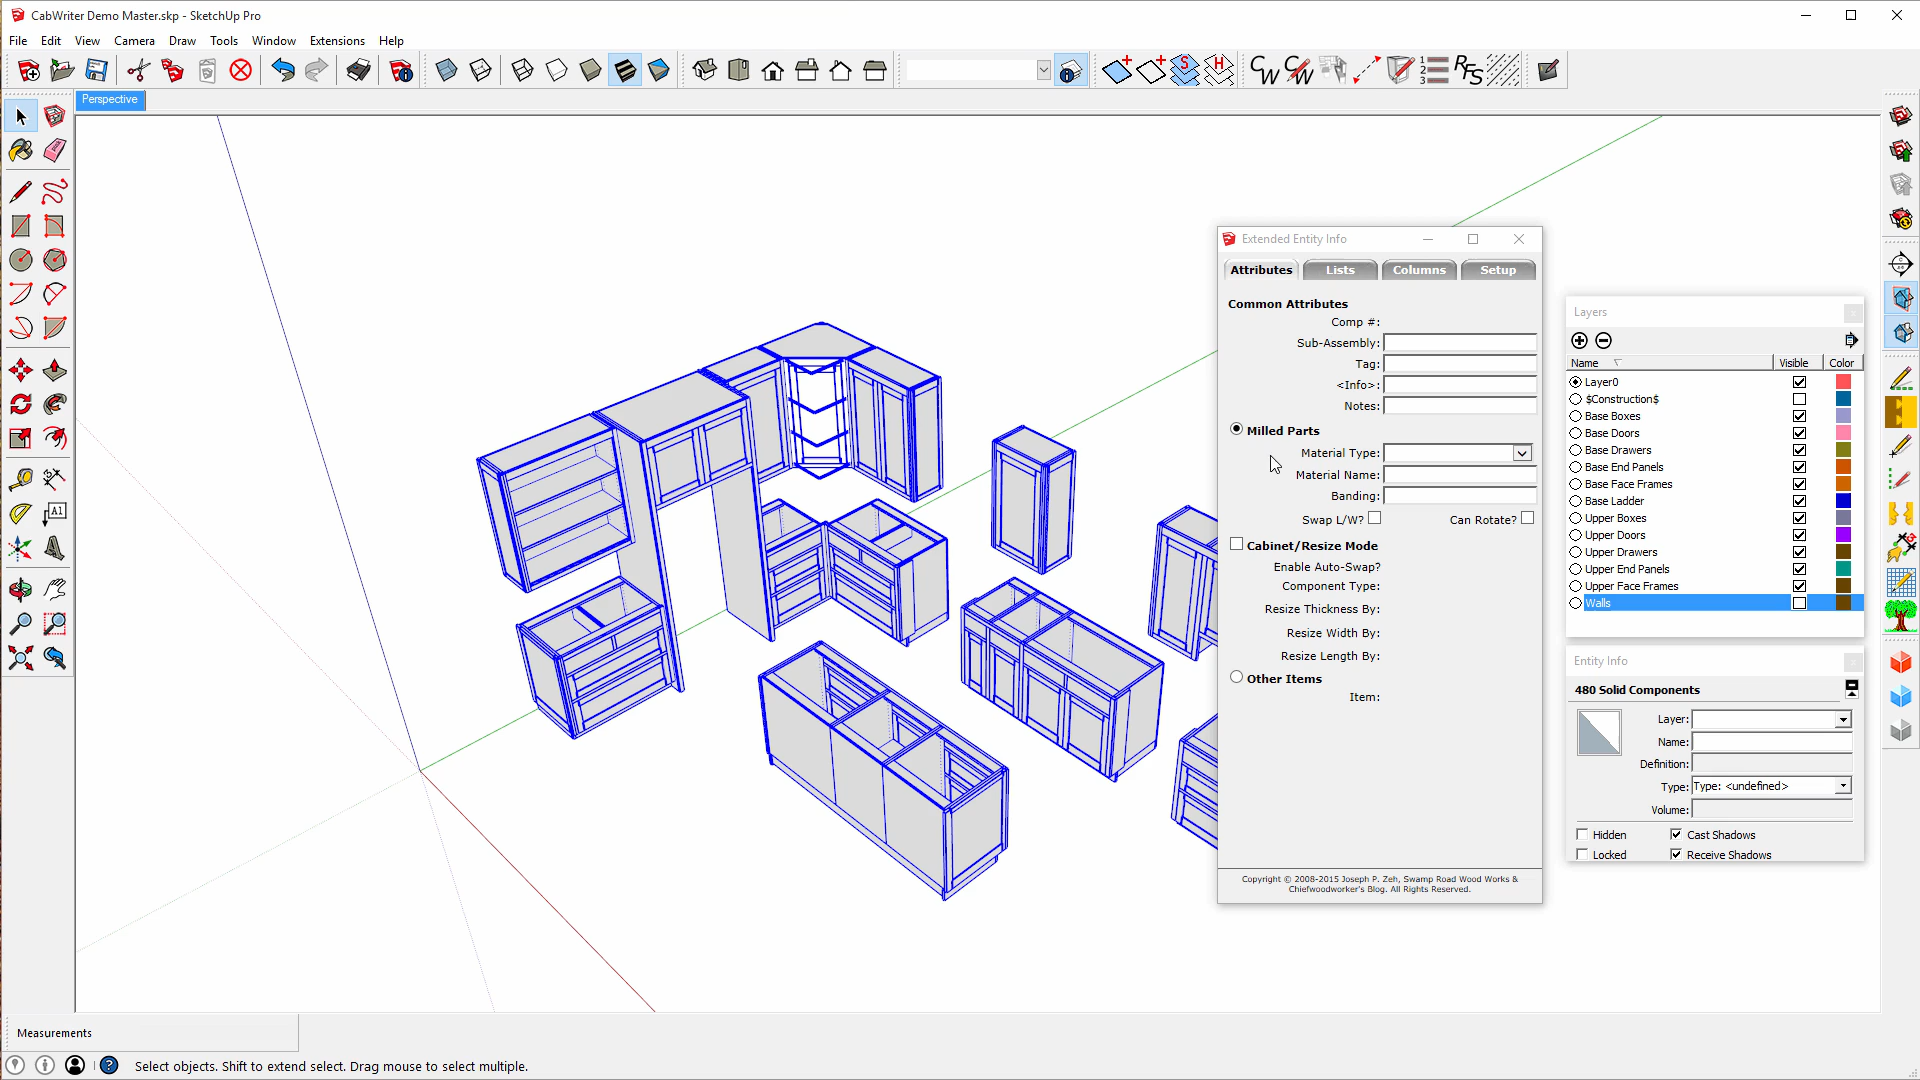 CabWriter Demo Master.skp - SketchUp Pro
File Edit View Camera Draw Tools Window Extensions Help
S H CW CW 1 2 3 RFS
Perspective
A1
Extended Entity Info
Attributes Lists Columns Setup
Common Attributes
Comp #:
Sub-Assembly:
Tag:
<Info>:
Notes:
Milled Parts
Material Type:
Material Name:
Banding:
Swap L/W? Can Rotate?
Cabinet/Resize Mode
Enable Auto-Swap?
Component Type:
Resize Thickness By:
Resize Width By:
Resize Length By:
Other Items
Item:
Copyright © 2008-2015 Joseph P. Zeh, Swamp Road Wood Works &
Chiefwoodworker's Blog. All Rights Reserved.
Layers
Name Visible Color
Layer0
$Construction$
Base Boxes
Base Doors
Base Drawers
Base End Panels
Base Face Frames
Base Ladder
Upper Boxes
Upper Doors
Upper Drawers
Upper End Panels
Upper Face Frames
Walls
Entity Info
480 Solid Components
Layer:
Name:
Definition:
Type: Type: <undefined>
Volume:
Hidden Cast Shadows
Locked Receive Shadows
Measurements
Select objects. Shift to extend select. Drag mouse to select multiple.